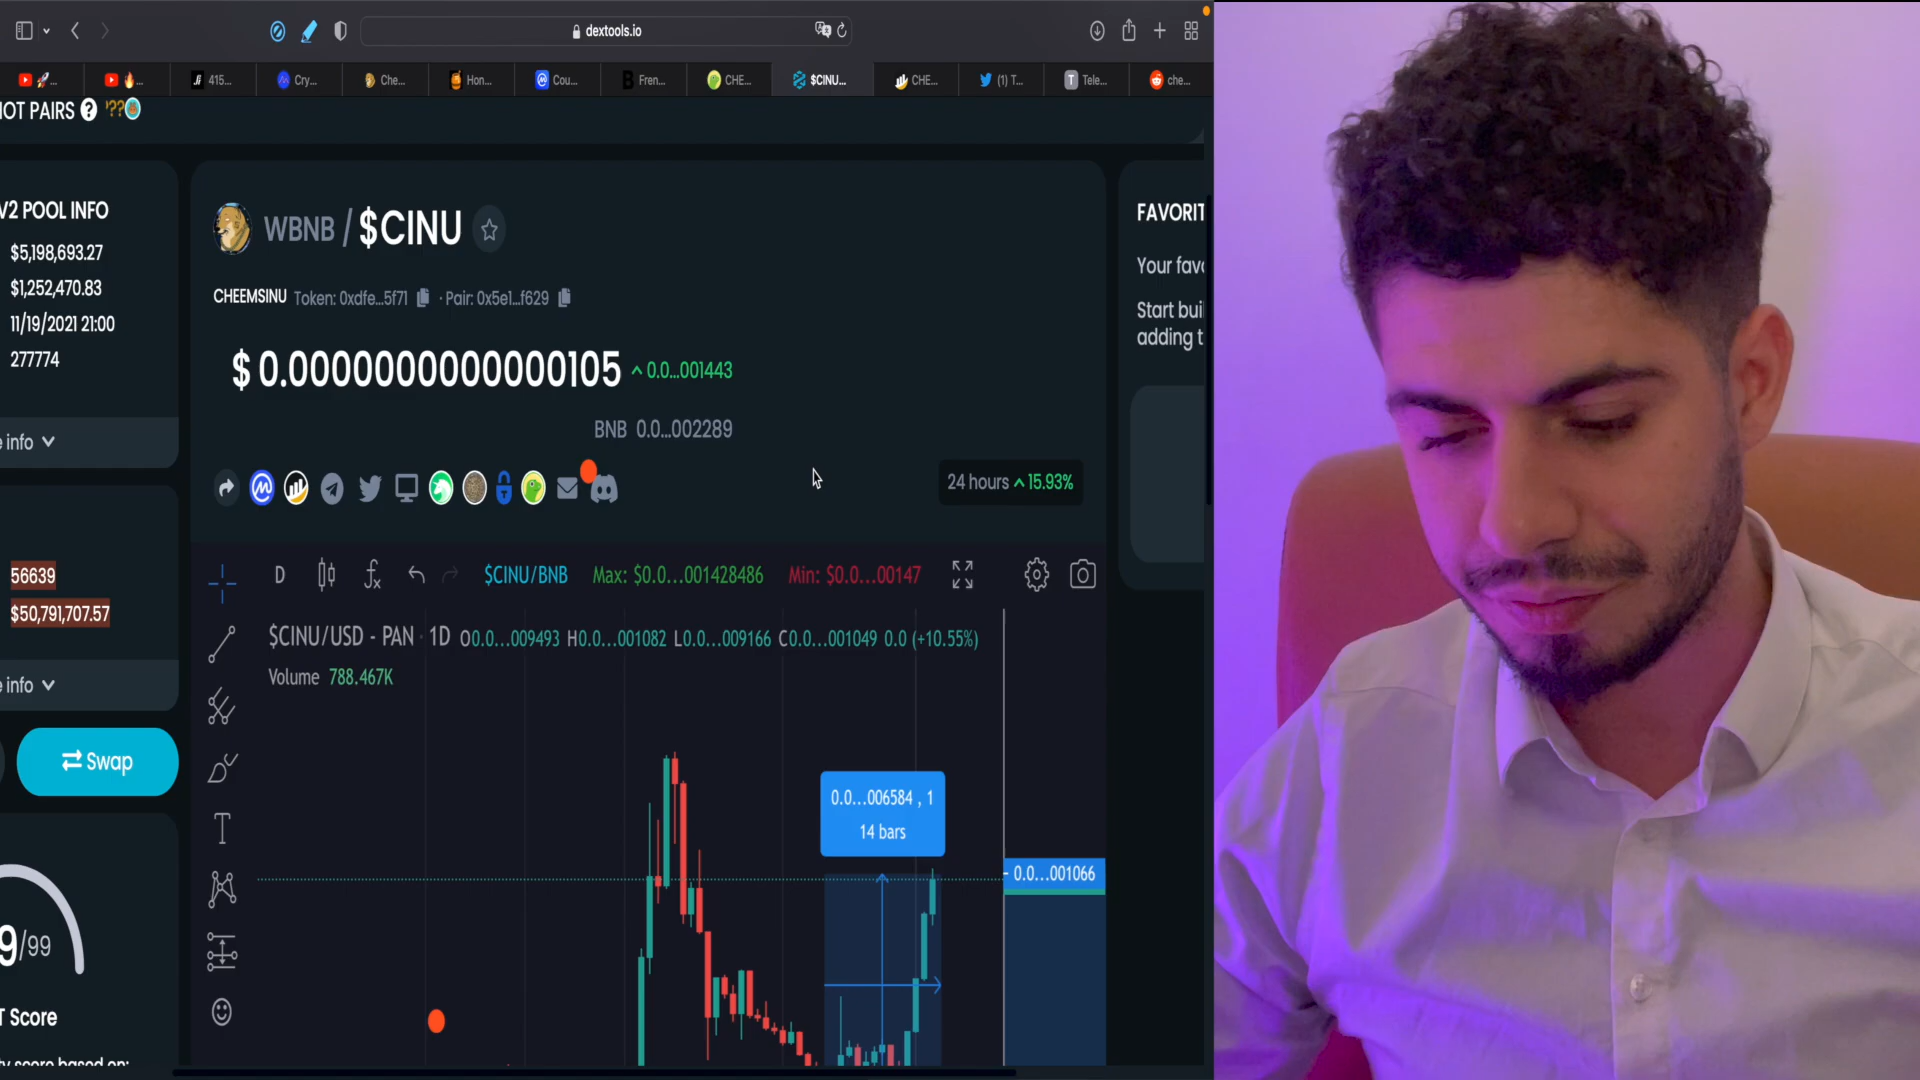 dextools.io
415...
Cry...
Che...
Hon...
Cou...
Fren...
CHE...
$CINU...
CHE...
(1) T...
Tele...
che...
HOT PAIRS ?
V2 POOL INFO
$5,198,693.27
$1,252,470.83
11/19/2021 21:00
277774
e info
56639
$50,791,707.57
e info
Swap
9/99
T Score
WBNB / $CINU
CHEEMSINU Token: 0xdfe...5f71 · Pair: 0x5e1...f629
$ 0.0000000000000105 0.0...001443
BNB 0.0...002289
24 hours 15.93%
D fx $CINU/BNB Max: $0.0...001428486 Min: $0.0...00147
$CINU/USD - PAN · 1D O0.0...009493 H0.0...001082 L0.0...009166 C0.0...001049 0.0 (+10.55%)
Volume 788.467K
T
0.0...006584 , 1
14 bars
0.0...001066
FAVORIT
Your favo
Start buil
adding t